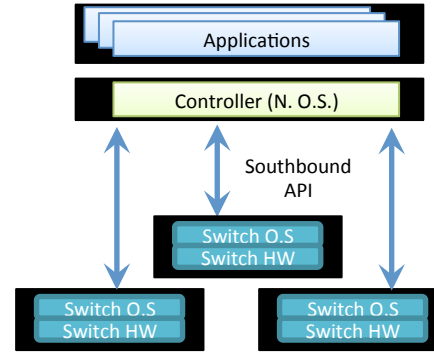 Applications
Controller (N. O.S.)
Southbound
API
Switch O.S
Switch HW
Switch O.S
Switch HW
Switch O.S
Switch HW